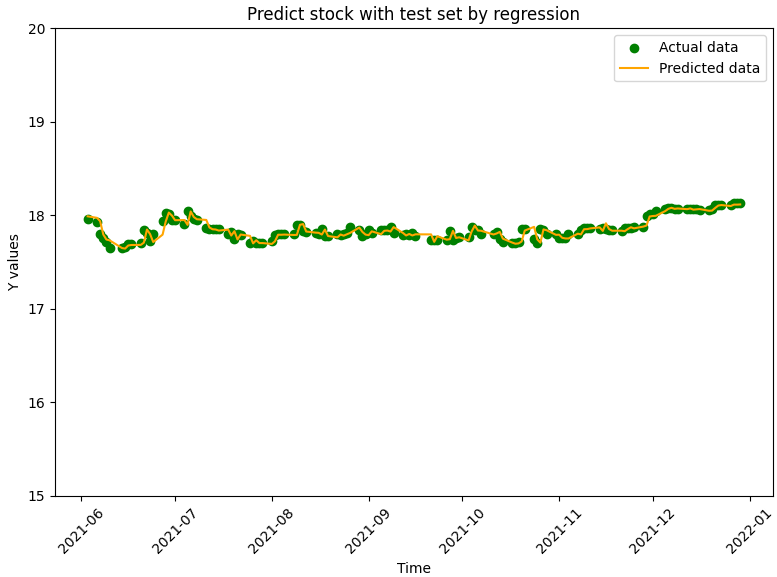 Predict stock with test set by regression
Actual data
Predicted data
20
19
18
17
16
15
Y values
2021-06
2021-07
2021-08
2021-09
2021-10
2021-11
2021-12
2022-01
Time